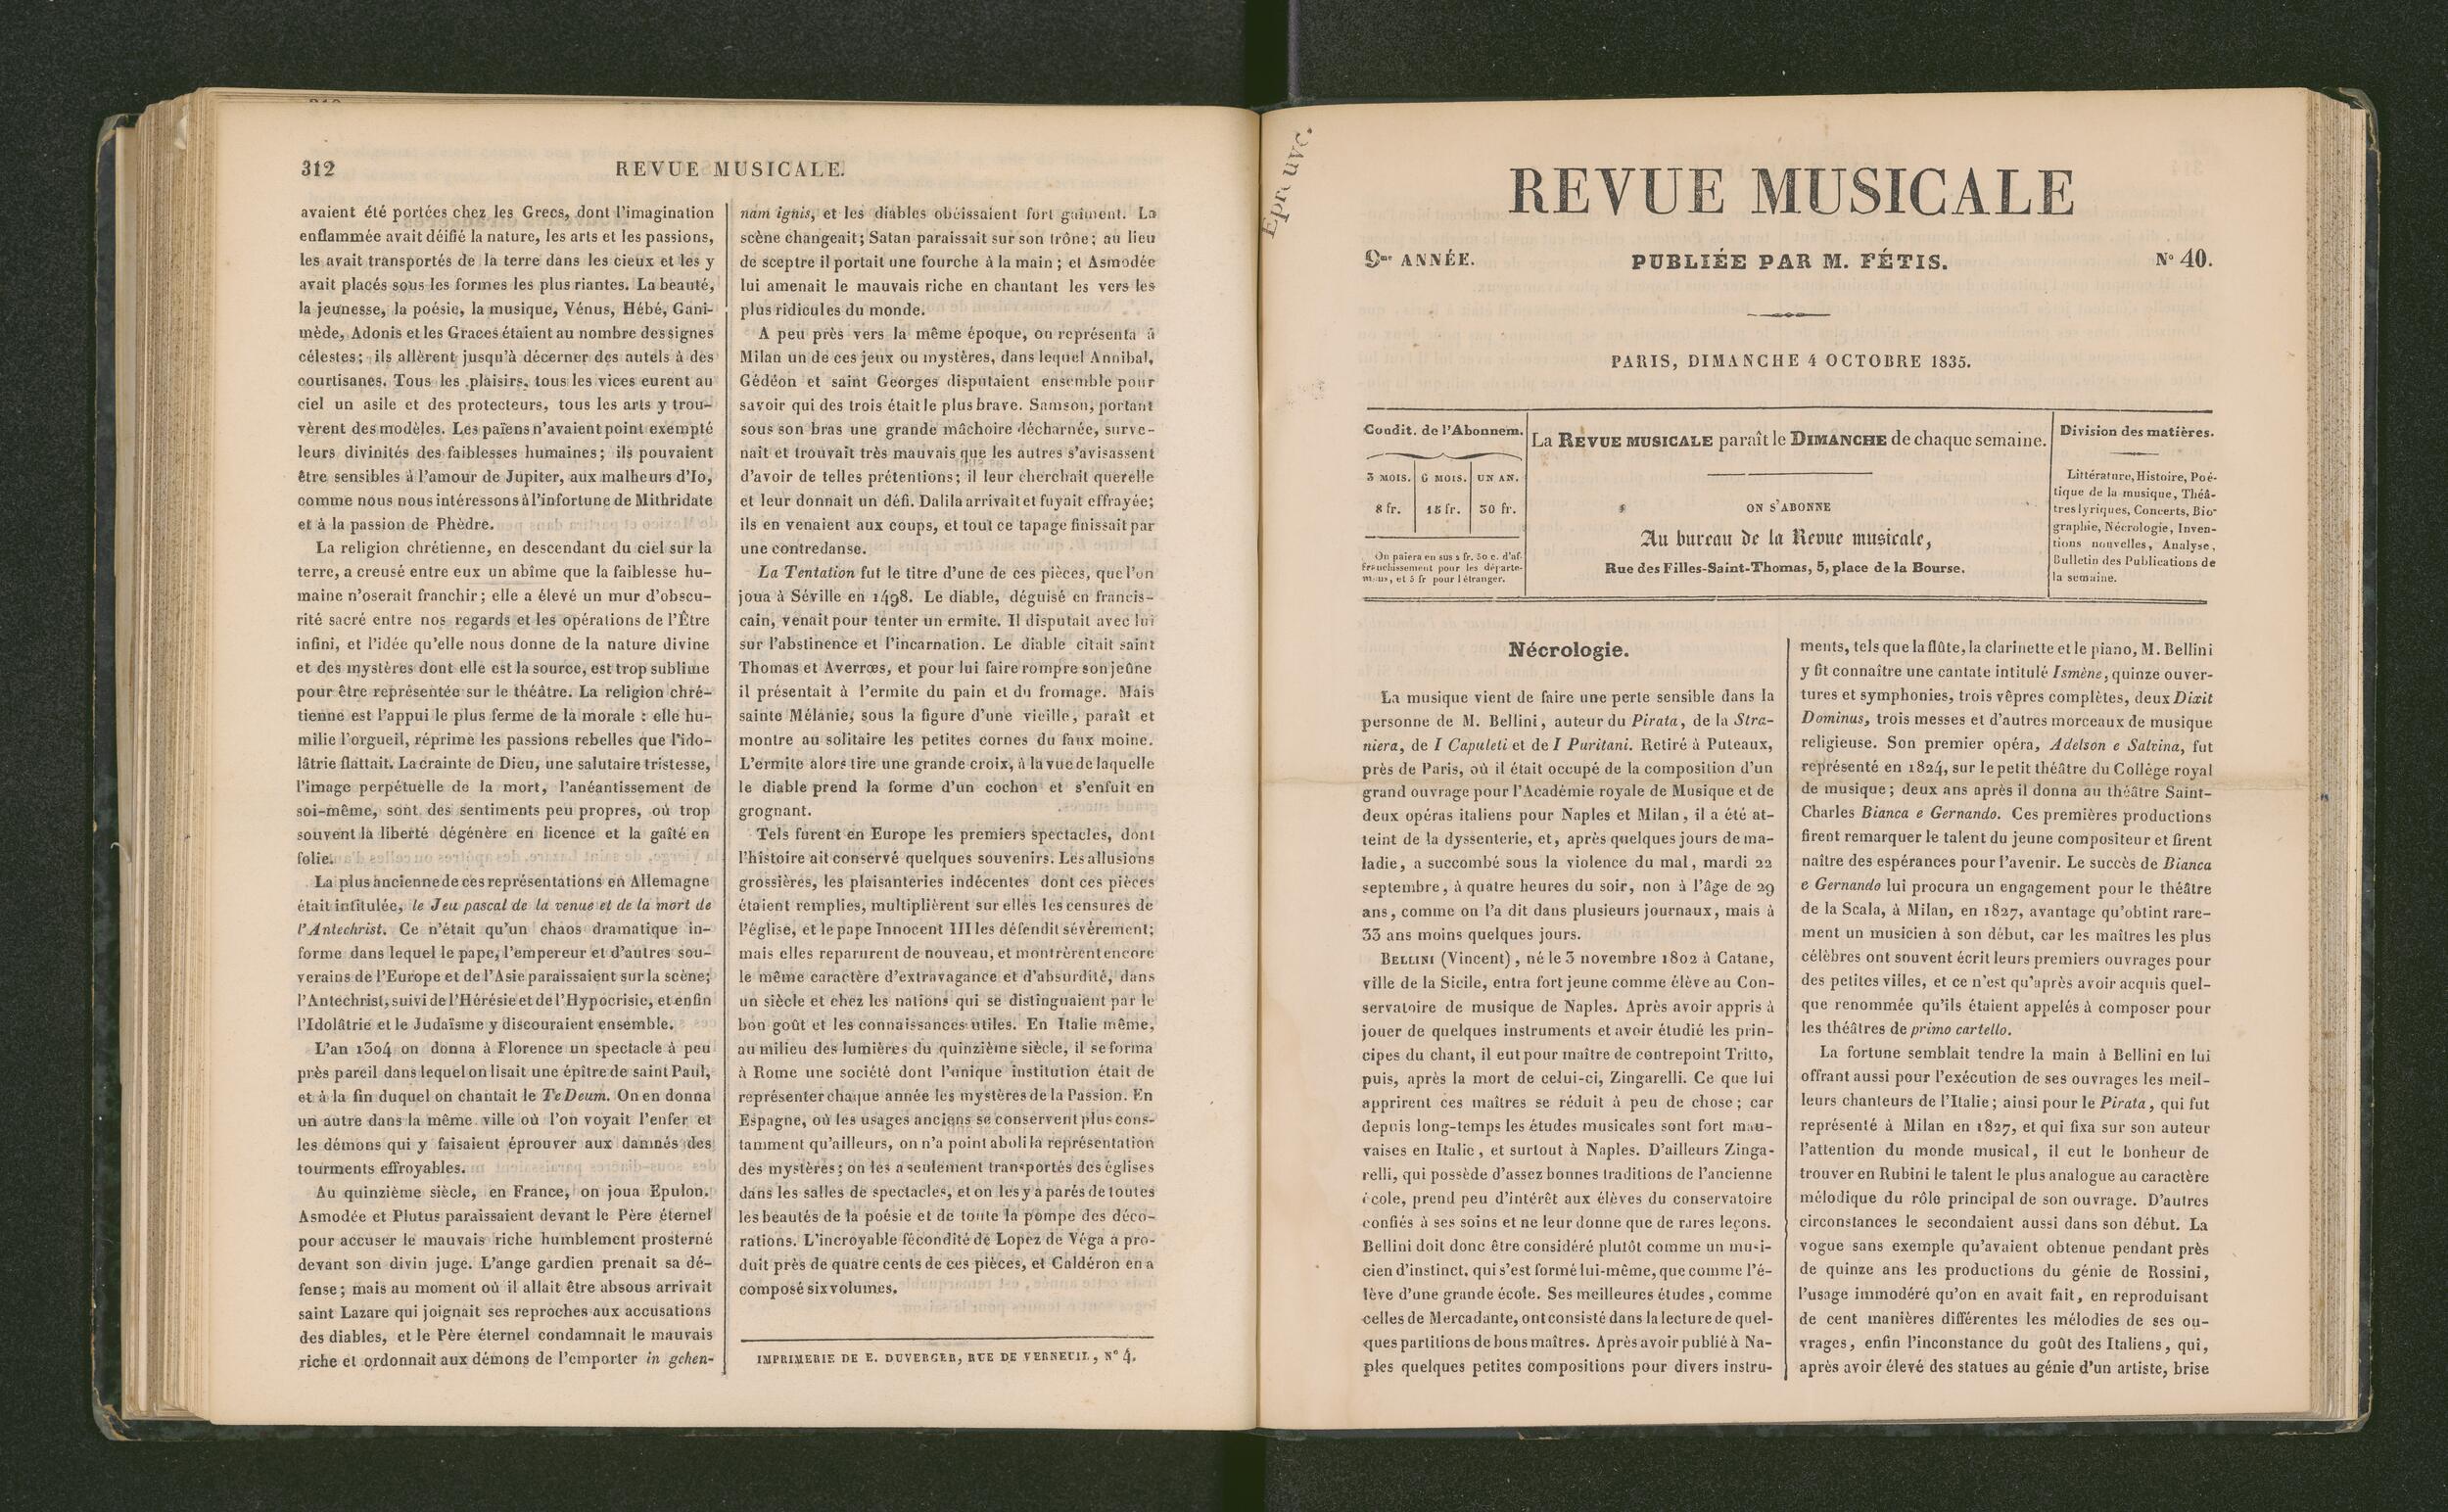 312
REVUE MUSICALE.
avaient été portées chez les Grecs, dont l'imagination
enflammée avait déifié la nature, les arts et les passions,
les avait transportés de la terre dans les cieux et les y
avait placés sous les formes les plus riantes. La beauté,
la jeunesse, la poésie, la musique, Vénus, Hébé, Gani-
mède, Adonis et les Graces étaient au nombre des signes
célestes; ils allèrent jusqu'à décerner des autels à des
courtisanes. Tous les plaisirs, tous les vices eurent au
ciel un asile et des protecteurs, tous les arts y trou-
vèrent des modèles. Les païens n'avaient point exempté
leurs divinités des faiblesses humaines; ils pouvaient
être sensibles à l'amour de Jupiter, aux malheurs d'Io,
comme nous nous intéressons à l'infortune de Mithridate
et à la passion de Phèdre.
La religion chrétienne, en descendant du ciel sur la
terre, a creusé entre eux un abîme que la faiblesse hu-
maine n'oserait franchir; elle a élevé un mur d'obscu-
rité sacré entre nos regards et les opérations de l'Être
infini, et l'idée qu'elle nous donne de la nature divine
et des mystères dont elle est la source, est trop sublime
pour être représentée sur le théâtre. La religion chré-
tienne est l'appui le plus ferme de la morale : elle hu-
milie l'orgueil, réprime les passions rebelles que l'ido-
lâtrie flattait. La crainte de Dieu, une salutaire tristesse,
l'image perpétuelle de la mort, l'anéantissement de
soi-même, sont des sentiments peu propres, où trop
souvent la liberté dégénère en licence et la gaîté en
folie.
La plus ancienne de ces représentations en Allemagne
était intitulée, le Jeu pascal de la venue et de la mort de
l'Antechrist. Ce n'était qu'un chaos dramatique in-
forme dans lequel le pape, l'empereur et d'autres sou-
verains de l'Europe et de l'Asie paraissaient sur la scène;
l'Antechrist, suivi de l'Hérésie et de l'Hypocrisie, et enfin
l'Idolâtrie et le Judaïsme y discouraient ensemble.
L'an 1304 on donna à Florence un spectacle à peu
près pareil dans lequel on lisait une épître de saint Paul,
et à la fin duquel on chantait le Te Deum. On en donna
un autre dans la même ville où l'on voyait l'enfer et
les démons qui y faisaient éprouver aux damnés des
tourments effroyables.
Au quinzième siècle, en France, on joua Epulon.
Asmodée et Plutus paraissaient devant le Père éternel
pour accuser le mauvais riche humblement prosterné
devant son divin juge. L'ange gardien prenait sa dé-
fense; mais au moment où il allait être absous arrivait
saint Lazare qui joignait ses reproches aux accusations
des diables, et le Père éternel condamnait le mauvais
riche et ordonnait aux démons de l'emporter in gehen-
nam ignis, et les diables obéissaient fort gaiment. La
scène changeait; Satan paraissait sur son trône; au lieu
de sceptre il portait une fourche à la main; et Asmodée
lui amenait le mauvais riche en chantant les vers les
plus ridicules du monde.
A peu près vers la même époque, on représenta à
Milan un de ces jeux ou mystères, dans lequel Annibal,
Gédéon et saint Georges disputaient ensemble pour
savoir qui des trois était le plus brave. Samson, portant
sous son bras une grande mâchoire décharnée, surve-
nait et trouvait très mauvais que les autres s'avisassent
d'avoir de telles prétentions; il leur cherchait querelle
et leur donnait un défi. Dalila arrivait et fuyait effrayée;
ils en venaient aux coups, et tout ce tapage finissait par
une contredanse.
La Tentation fut le titre d'une de ces pièces, que l'on
joua à Séville en 1498. Le diable, déguisé en francis-
cain, venait pour tenter un ermite. Il disputait avec lui
sur l'abstinence et l'incarnation. Le diable citait saint
Thomas et Averroes, et pour lui faire rompre son jeûne
il présentait à l'ermite du pain et du fromage. Mais
sainte Mélanie, sous la figure d'une vieille, paraît et
montre au solitaire les petites cornes du faux moine.
L'ermite alors tire une grande croix, à la vue de laquelle
le diable prend la forme d'un cochon et s'enfuit en
grognant.
Tels furent en Europe les premiers spectacles, dont
l'histoire ait conservé quelques souvenirs. Les allusions
grossières, les plaisanteries indécentes dont ces pièces
étaient remplies, multiplièrent sur elles les censures de
l'église, et le pape Innocent III les défendit sévèrement;
mais elles reparurent de nouveau, et montrèrent encore
le même caractère d'extravagance et d'absurdité, dans
un siècle et chez les nations qui se distinguaient par le
bon goût et les connaissances utiles. En Italie même,
au milieu des lumières du quinzième siècle, il se forma
à Rome une société dont l'unique institution était de
représenter chaque année les mystères de la Passion. En
Espagne, où les usages anciens se conservent plus cons-
tamment qu'ailleurs, on n'a point aboli la représentation
des mystères; on les a seulement transportés des églises
dans les salles de spectacles, et on les y a parés de toutes
les beautés de la poésie et de toute la pompe des déco-
rations. L'incroyable fécondité de Lopez de Véga a pro-
duit près de quatre cents de ces pièces, et Caldéron en a
composé six volumes.
IMPRIMERIE DE E. DUVERGER, RUE DE VERNEUIL, N° 4.
Epreuve.
REVUE MUSICALE
9me ANNÉE.
PUBLIÉE PAR M. FÉTIS.
N° 40.
PARIS, DIMANCHE 4 OCTOBRE 1835.
Condit. de l'Abonnem.
3 MOIS. 6 MOIS. UN AN.
8 fr. 15 fr. 30 fr.
On paiera en sus 2 fr. 50 c. d'af-
franchissement pour les départe-
mens, et 5 fr pour l'étranger.
La REVUE MUSICALE paraît le DIMANCHE de chaque semaine.
ON S'ABONNE
Au bureau de la Revue musicale,
Rue des Filles-Saint-Thomas, 5, place de la Bourse.
Division des matières.
Littérature, Histoire, Poé-
tique de la musique, Théâ-
tres lyriques, Concerts, Bio-
graphie, Nécrologie, Inven-
tions nouvelles, Analyse,
Bulletin des Publications de
la semaine.
Nécrologie.
La musique vient de faire une perte sensible dans la
personne de M. Bellini, auteur du Pirata, de la Stra-
niera, de I Capuleti et de I Puritani. Retiré à Puteaux,
près de Paris, où il était occupé de la composition d'un
grand ouvrage pour l'Académie royale de Musique et de
deux opéras italiens pour Naples et Milan, il a été at-
teint de la dyssenterie, et, après quelques jours de ma-
ladie, a succombé sous la violence du mal, mardi 22
septembre, à quatre heures du soir, non à l'âge de 29
ans, comme on l'a dit dans plusieurs journaux, mais à
33 ans moins quelques jours.
BELLINI (Vincent), né le 3 novembre 1802 à Catane,
ville de la Sicile, entra fort jeune comme élève au Con-
servatoire de musique de Naples. Après avoir appris à
jouer de quelques instruments et avoir étudié les prin-
cipes du chant, il eut pour maître de contrepoint Tritto,
puis, après la mort de celui-ci, Zingarelli. Ce que lui
apprirent ces maîtres se réduit à peu de chose; car
depuis long-temps les études musicales sont fort mau-
vaises en Italie, et surtout à Naples. D'ailleurs Zinga-
relli, qui possède d'assez bonnes traditions de l'ancienne
école, prend peu d'intérêt aux élèves du conservatoire
confiés à ses soins et ne leur donne que de rares leçons.
Bellini doit donc être considéré plutôt comme un musi-
cien d'instinct, qui s'est formé lui-même, que comme l'é-
lève d'une grande école. Ses meilleures études, comme
celles de Mercadante, ont consisté dans la lecture de quel-
ques partitions de bons maîtres. Après avoir publié à Na-
ples quelques petites compositions pour divers instru-
ments, tels que la flûte, la clarinette et le piano, M. Bellini
y fit connaître une cantate intitulé Ismène, quinze ouver-
tures et symphonies, trois vêpres complètes, deux Dixit
Dominus, trois messes et d'autres morceaux de musique
religieuse. Son premier opéra, Adelson e Salvina, fut
représenté en 1824, sur le petit théâtre du Collège royal
de musique; deux ans après il donna au théâtre Saint-
Charles Bianca e Gernando. Ces premières productions
firent remarquer le talent du jeune compositeur et firent
naître des espérances pour l'avenir. Le succès de Bianca
e Gernando lui procura un engagement pour le théâtre
de la Scala, à Milan, en 1827, avantage qu'obtint rare-
ment un musicien à son début, car les maîtres les plus
célèbres ont souvent écrit leurs premiers ouvrages pour
des petites villes, et ce n'est qu'après avoir acquis quel-
que renommée qu'ils étaient appelés à composer pour
les théâtres de primo cartello.
La fortune semblait tendre la main à Bellini en lui
offrant aussi pour l'exécution de ses ouvrages les meil-
leurs chanteurs de l'Italie; ainsi pour le Pirata, qui fut
représenté à Milan en 1827, et qui fixa sur son auteur
l'attention du monde musical, il eut le bonheur de
trouver en Rubini le talent le plus analogue au caractère
mélodique du rôle principal de son ouvrage. D'autres
circonstances le secondaient aussi dans son début. La
vogue sans exemple qu'avaient obtenue pendant près
de quinze ans les productions du génie de Rossini,
l'usage immodéré qu'on en avait fait, en reproduisant
de cent manières différentes les mélodies de ses ou-
vrages, enfin l'inconstance du goût des Italiens, qui,
après avoir élevé des statues au génie d'un artiste, brise